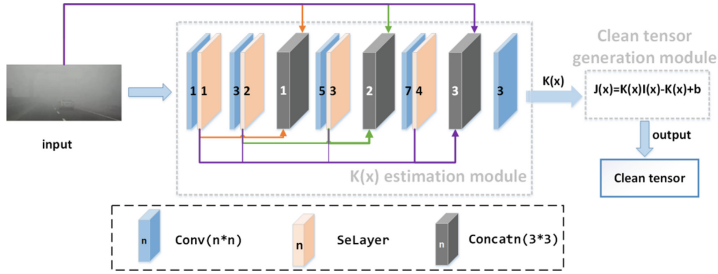 Clean tensor
generation module
1 1 3 2 1 5 3 2 7 4 3 3
K(x)
J(x)=K(x)I(x)-K(x)+b
input
output
K(x) estimation module
Clean tensor
n Conv(n*n) n SeLayer n Concatn(3*3)